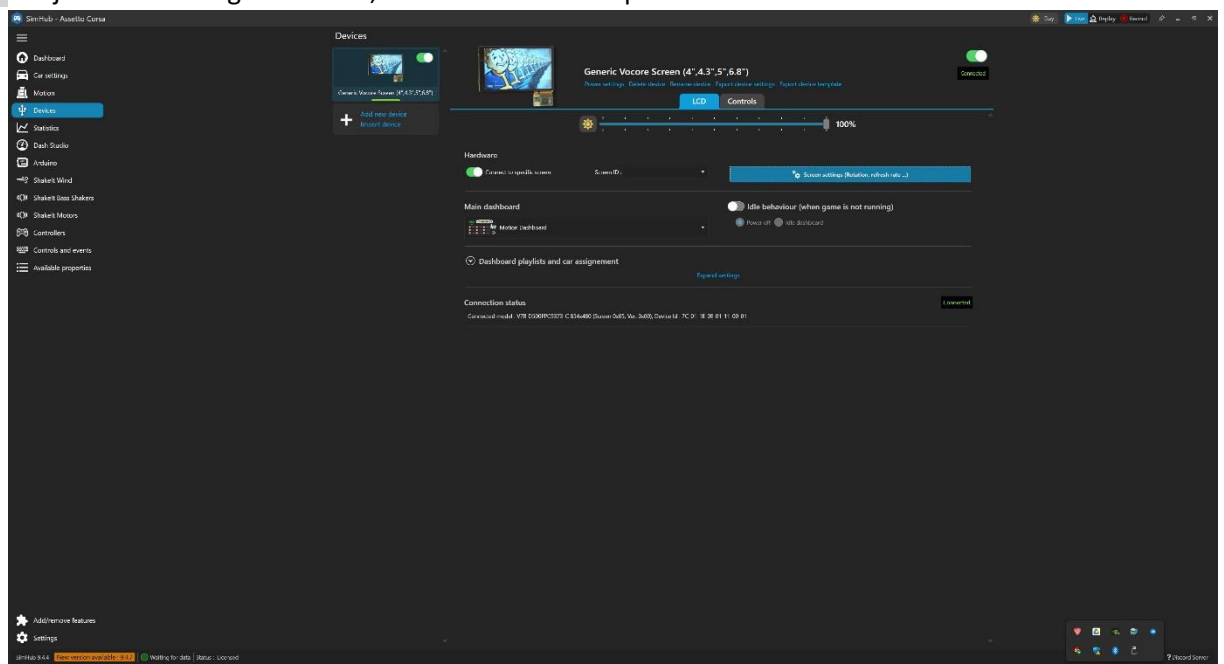 SimHub - Assetto Corsa
Day
Live
Replay
Record
Dashboard
Car settings
Motion
Devices
Statistics
Dash Studio
Arduino
ShakeIt Wind
ShakeIt Bass Shakers
ShakeIt Motors
Controllers
Controls and events
Available properties
Add/remove features
Settings
Devices
Generic Vocore Screen (4",4.3",5",6.8")
Add new device
Import device
Generic Vocore Screen (4",4.3",5",6.8")
Power settings Delete device Rename device Export device settings Export device template
Connected
LCD
Controls
100%
Hardware
Connect to specific screen
Screen ID :
Screen settings (Rotation, refresh rate ...)
Main dashboard
Motion Dashboard
Idle behaviour (when game is not running)
Power off
Idle dashboard
Dashboard playlists and car assignement
Expand settings
Connection status
Connected
Connected model :
SimHub 9.4.4
New version available : 9.4.7
Waiting for data
Status : Licensed
Discord Server